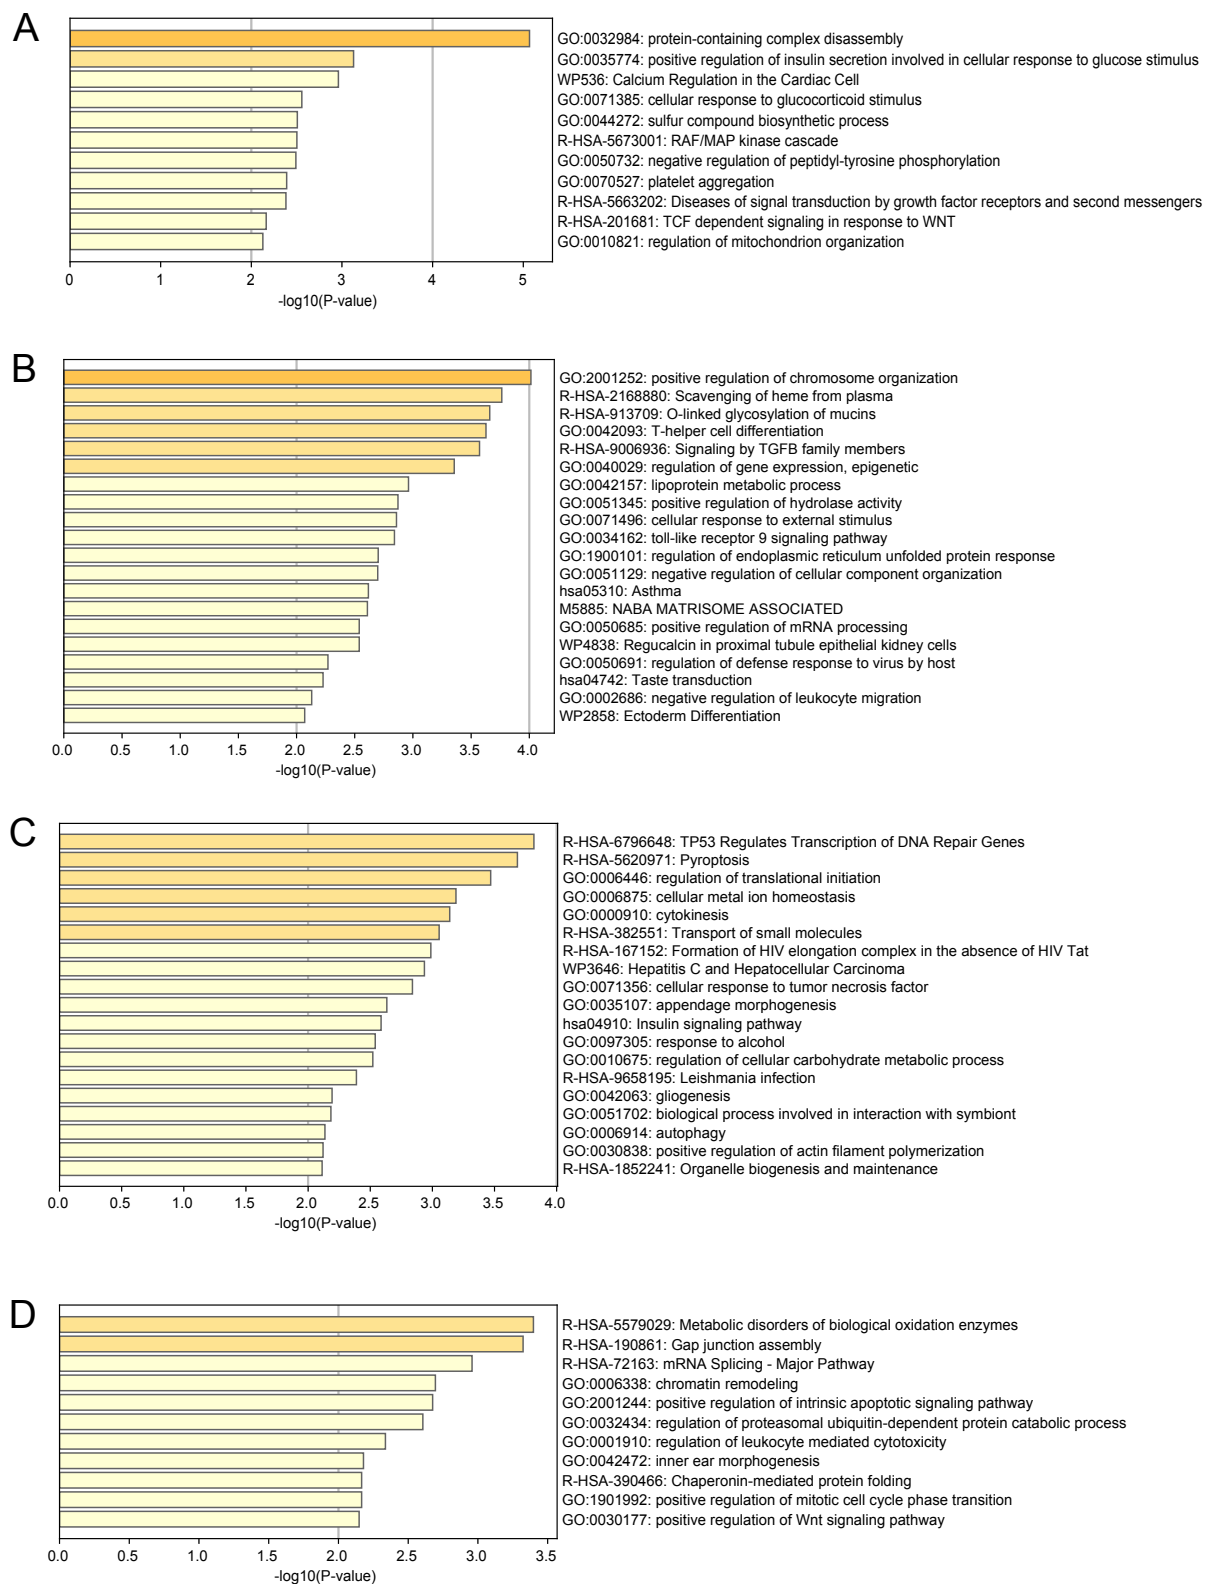 A
GO:0032984: protein-containing complex disassembly
GO:0035774: positive regulation of insulin secretion involved in cellular response to glucose stimulus
WP536: Calcium Regulation in the Cardiac Cell
GO:0071385: cellular response to glucocorticoid stimulus
GO:0044272: sulfur compound biosynthetic process
R-HSA-5673001: RAF/MAP kinase cascade
GO:0050732: negative regulation of peptidyl-tyrosine phosphorylation
GO:0070527: platelet aggregation
R-HSA-5663202: Diseases of signal transduction by growth factor receptors and second messengers
R-HSA-201681: TCF dependent signaling in response to WNT
GO:0010821: regulation of mitochondrion organization
0 1 2 3 4 5
-log10(P-value)
B
GO:2001252: positive regulation of chromosome organization
R-HSA-2168880: Scavenging of heme from plasma
R-HSA-913709: O-linked glycosylation of mucins
GO:0042093: T-helper cell differentiation
R-HSA-9006936: Signaling by TGFB family members
GO:0040029: regulation of gene expression, epigenetic
GO:0042157: lipoprotein metabolic process
GO:0051345: positive regulation of hydrolase activity
GO:0071496: cellular response to external stimulus
GO:0034162: toll-like receptor 9 signaling pathway
GO:1900101: regulation of endoplasmic reticulum unfolded protein response
GO:0051129: negative regulation of cellular component organization
hsa05310: Asthma
M5885: NABA MATRISOME ASSOCIATED
GO:0050685: positive regulation of mRNA processing
WP4838: Regucalcin in proximal tubule epithelial kidney cells
GO:0050691: regulation of defense response to virus by host
hsa04742: Taste transduction
GO:0002686: negative regulation of leukocyte migration
WP2858: Ectoderm Differentiation
0.0 0.5 1.0 1.5 2.0 2.5 3.0 3.5 4.0
-log10(P-value)
C
R-HSA-6796648: TP53 Regulates Transcription of DNA Repair Genes
R-HSA-5620971: Pyroptosis
GO:0006446: regulation of translational initiation
GO:0006875: cellular metal ion homeostasis
GO:0000910: cytokinesis
R-HSA-382551: Transport of small molecules
R-HSA-167152: Formation of HIV elongation complex in the absence of HIV Tat
WP3646: Hepatitis C and Hepatocellular Carcinoma
GO:0071356: cellular response to tumor necrosis factor
GO:0035107: appendage morphogenesis
hsa04910: Insulin signaling pathway
GO:0097305: response to alcohol
GO:0010675: regulation of cellular carbohydrate metabolic process
R-HSA-9658195: Leishmania infection
GO:0042063: gliogenesis
GO:0051702: biological process involved in interaction with symbiont
GO:0006914: autophagy
GO:0030838: positive regulation of actin filament polymerization
R-HSA-1852241: Organelle biogenesis and maintenance
0.0 0.5 1.0 1.5 2.0 2.5 3.0 3.5 4.0
-log10(P-value)
D
R-HSA-5579029: Metabolic disorders of biological oxidation enzymes
R-HSA-190861: Gap junction assembly
R-HSA-72163: mRNA Splicing - Major Pathway
GO:0006338: chromatin remodeling
GO:2001244: positive regulation of intrinsic apoptotic signaling pathway
GO:0032434: regulation of proteasomal ubiquitin-dependent protein catabolic process
GO:0001910: regulation of leukocyte mediated cytotoxicity
GO:0042472: inner ear morphogenesis
R-HSA-390466: Chaperonin-mediated protein folding
GO:1901992: positive regulation of mitotic cell cycle phase transition
GO:0030177: positive regulation of Wnt signaling pathway
0.0 0.5 1.0 1.5 2.0 2.5 3.0 3.5
-log10(P-value)